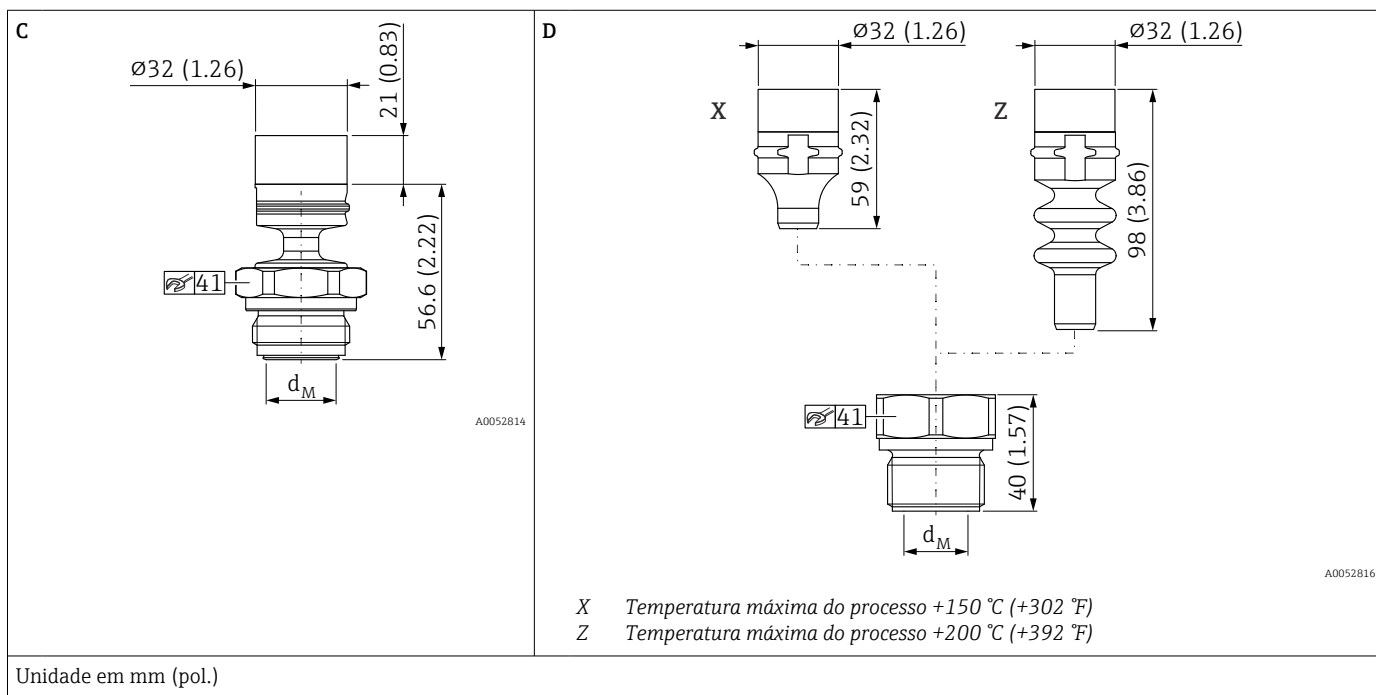 C
Ø32 (1.26)
21 (0.83)
56.6 (2.22)
41
dM
A0052814
D
Ø32 (1.26)
X
59 (2.32)
Ø32 (1.26)
Z
98 (3.86)
41
40 (1.57)
dM
A0052816
X Temperatura máxima do processo +150 °C (+302 °F)
Z Temperatura máxima do processo +200 °C (+392 °F)
Unidade em mm (pol.)